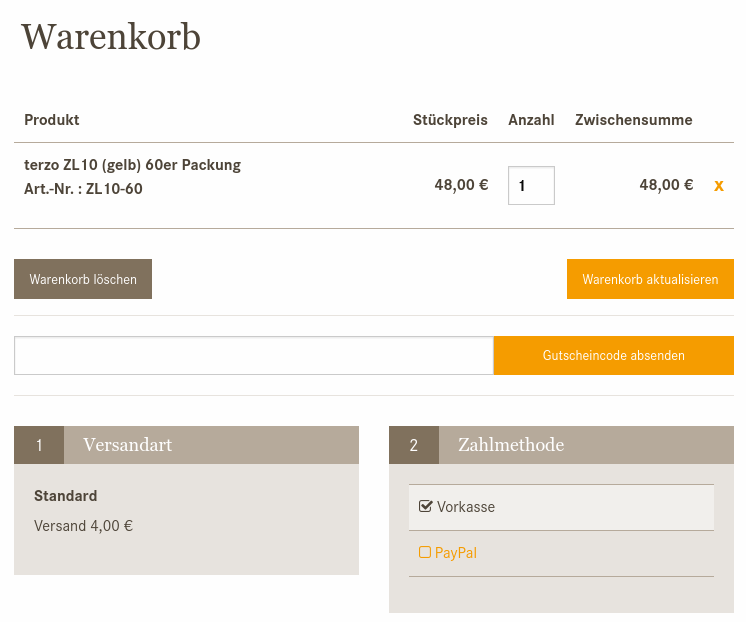 Warenkorb
Produkt Stückpreis Anzahl Zwischensumme
terzo ZL10 (gelb) 60er Packung
Art.-Nr. : ZL10-60
48,00 € 1 48,00 € x
Warenkorb löschen Warenkorb aktualisieren
Gutscheincode absenden
1 Versandart
Standard
Versand 4,00 €
2 Zahlmethode
Vorkasse
PayPal